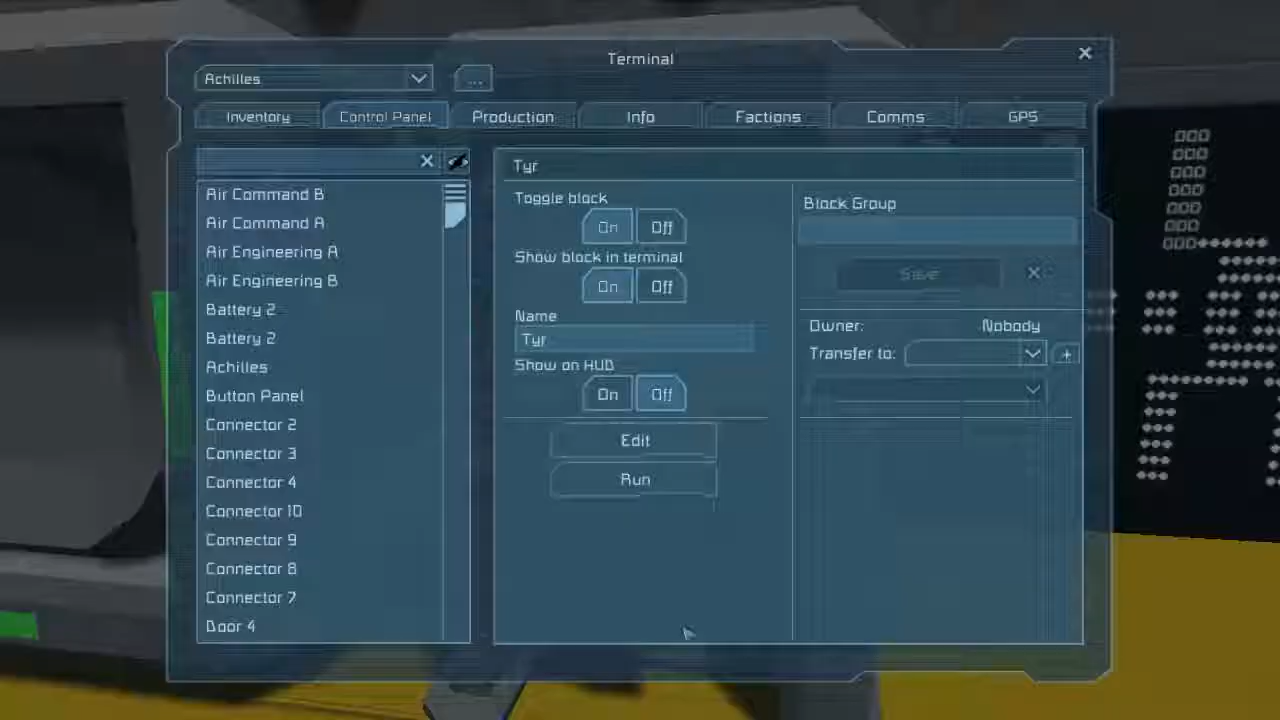 Terminal
Achilles
...
Inventory Control Panel Production Info Factions Comms GPS
Air Command B
Air Command A
Air Engineering A
Air Engineering B
Battery 2
Battery 2
Achilles
Button Panel
Connector 2
Connector 3
Connector 4
Connector 10
Connector 9
Connector 8
Connector 7
Door 4
Tyr
Toggle block
On Off
Show block in terminal
On Off
Name
Tyr
Show on HUD
On Off
Edit
Run
Block Group
Save
Owner: Nobody
Transfer to: